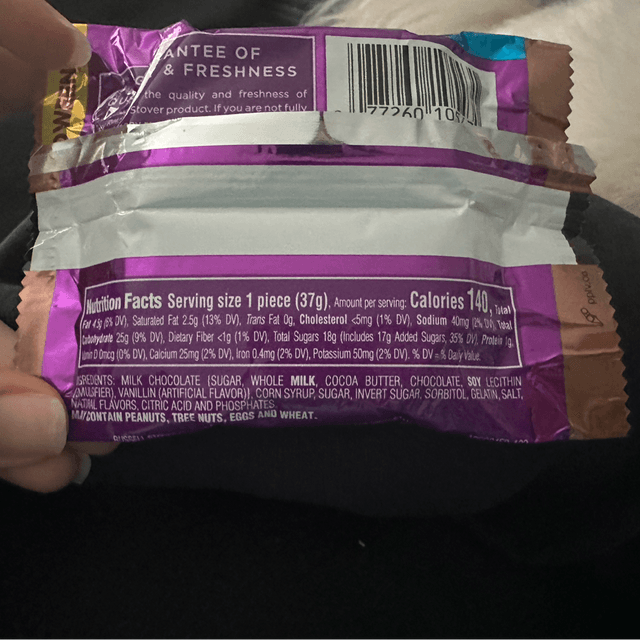 ANTEE OF
& FRESHNESS
the quality and freshness of
Stover product. If you are not fully
77260 10
NEW
Nutrition Facts Serving size 1 piece (37g), Amount per serving: Calories 140, Total
Fat 4.5g (6% DV), Saturated Fat 2.5g (13% DV), Trans Fat 0g, Cholesterol <5mg (1% DV), Sodium 40mg (2% DV), Total
Carbohydrate 25g (9% DV), Dietary Fiber <1g (1% DV), Total Sugars 18g (Includes 17g Added Sugars, 35% DV), Protein 1g,
Vitamin D 0mcg (0% DV), Calcium 25mg (2% DV), Iron 0.4mg (2% DV), Potassium 50mg (2% DV). % DV = % Daily Value.
INGREDIENTS: MILK CHOCOLATE {SUGAR, WHOLE MILK, COCOA BUTTER, CHOCOLATE, SOY LECITHIN
(EMULSIFIER), VANILLIN (ARTIFICIAL FLAVOR)}, CORN SYRUP, SUGAR, INVERT SUGAR, SORBITOL, GELATIN, SALT,
NATURAL FLAVORS, CITRIC ACID AND PHOSPHATES.
MAY CONTAIN PEANUTS, TREE NUTS, EGGS AND WHEAT.